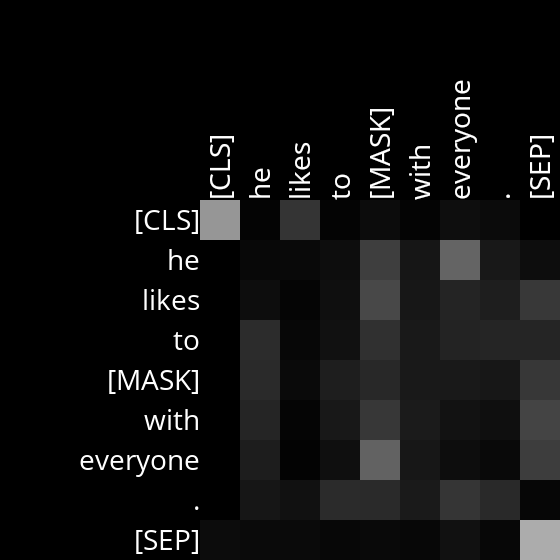 [CLS] he likes to [MASK] with everyone . [SEP]
[CLS]
he
likes
to
[MASK]
with
everyone
.
[SEP]